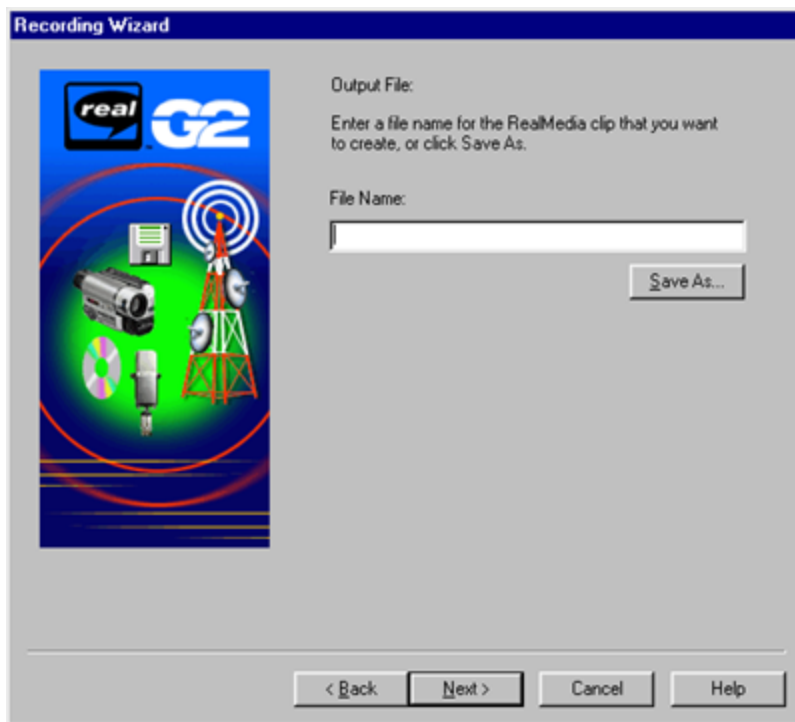 Recording Wizard
real G2
Output File:
Enter a file name for the RealMedia clip that you want
to create, or click Save As.
File Name:
Save As...
< Back Next > Cancel Help